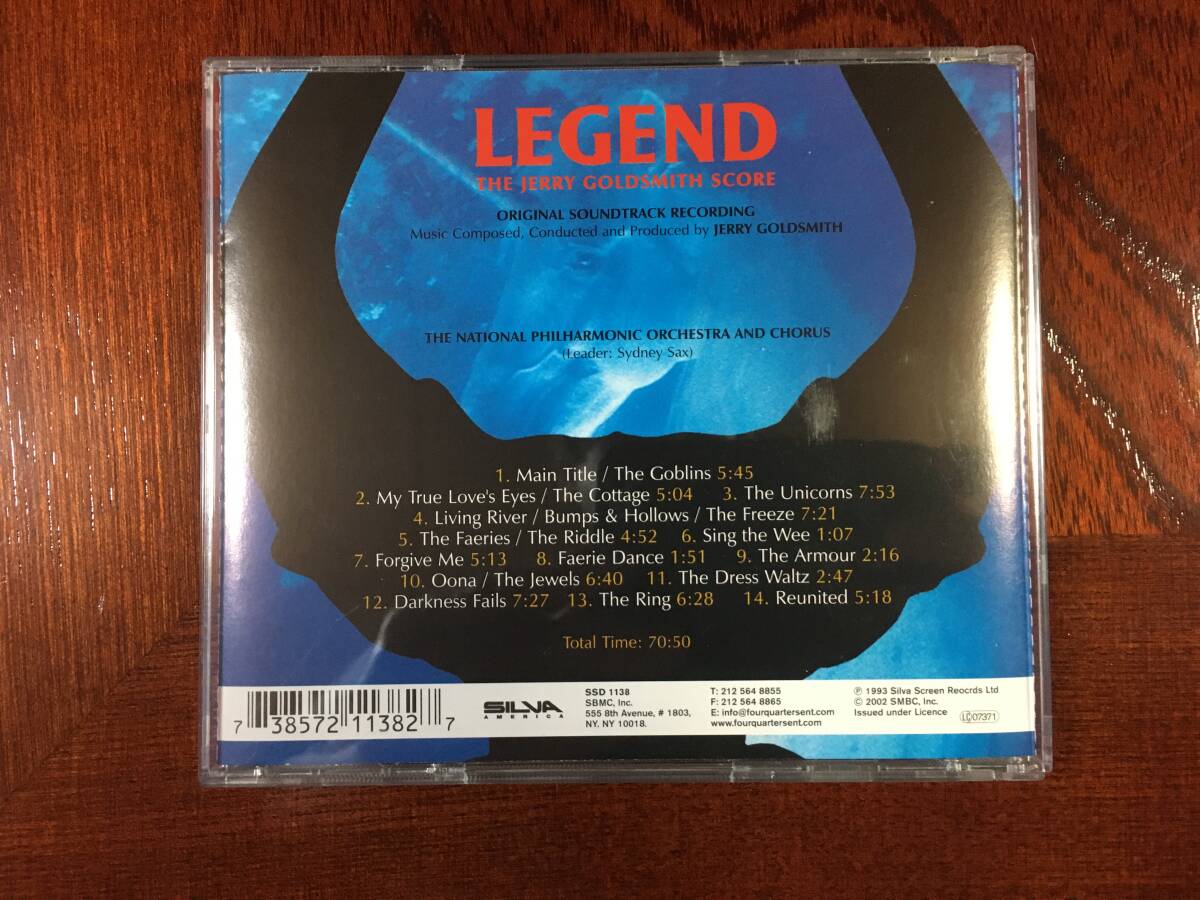 LEGEND
THE JERRY GOLDSMITH SCORE
ORIGINAL SOUNDTRACK RECORDING
Music Composed, Conducted and Produced by JERRY GOLDSMITH
THE NATIONAL PHILHARMONIC ORCHESTRA AND CHORUS
(Leader: Sydney Sax)
1. Main Title / The Goblins 5:45
2. My True Love's Eyes / The Cottage 5:04 3. The Unicorns 7:53
4. Living River / Bumps & Hollows / The Freeze 7:21
5. The Faeries / The Riddle 4:52 6. Sing the Wee 1:07
7. Forgive Me 5:13 8. Faerie Dance 1:51 9. The Armour 2:16
10. Oona / The Jewels 6:40 11. The Dress Waltz 2:47
12. Darkness Fails 7:27 13. The Ring 6:28 14. Reunited 5:18
Total Time: 70:50
7 38572 11382 7
SILVA
AMERICA
SSD 1138
SBMC, Inc.
555 8th Avenue, # 1803,
NY, NY 10018.
T: 212 564 8855
F: 212 564 8865
E: info@fourquartersent.com
www.fourquartersent.com
℗ 1993 Silva Screen Reocrds Ltd
© 2002 SMBC, Inc.
Issued under Licence
LC 07371